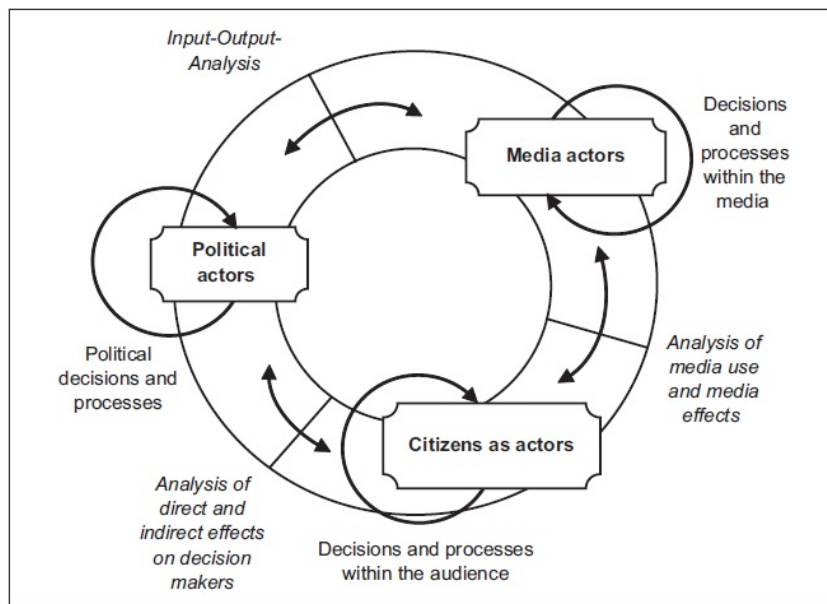 Input-Output-
Analysis
Decisions
and
processes
within the
media
Media actors
Political
actors
Political
decisions and
processes
Analysis of
media use
and media
effects
Citizens as actors
Analysis of
direct and
indirect effects
on decision
makers
Decisions and processes
within the audience